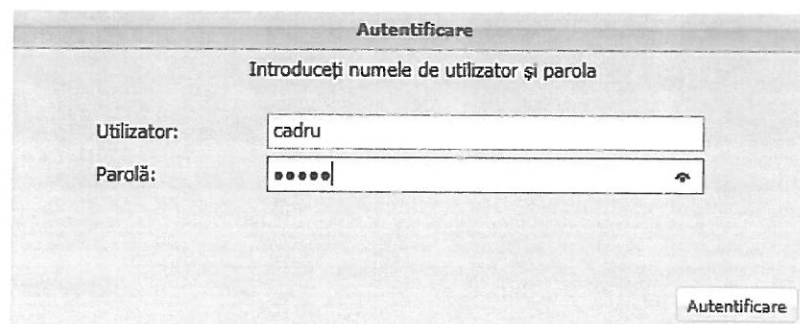 Autentificare
Introduceți numele de utilizator și parola
Utilizator: cadru
Parolă: •••••
Autentificare